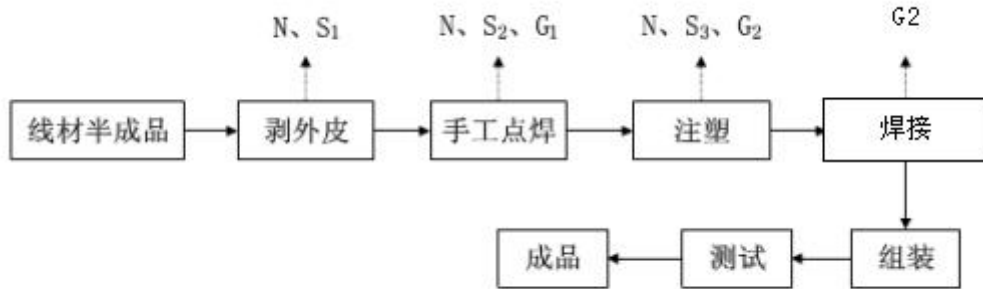 N、S₁
N、S₂、G₁
N、S₃、G₂
G2
线材半成品
剥外皮
手工点焊
注塑
焊接
成品
测试
组装